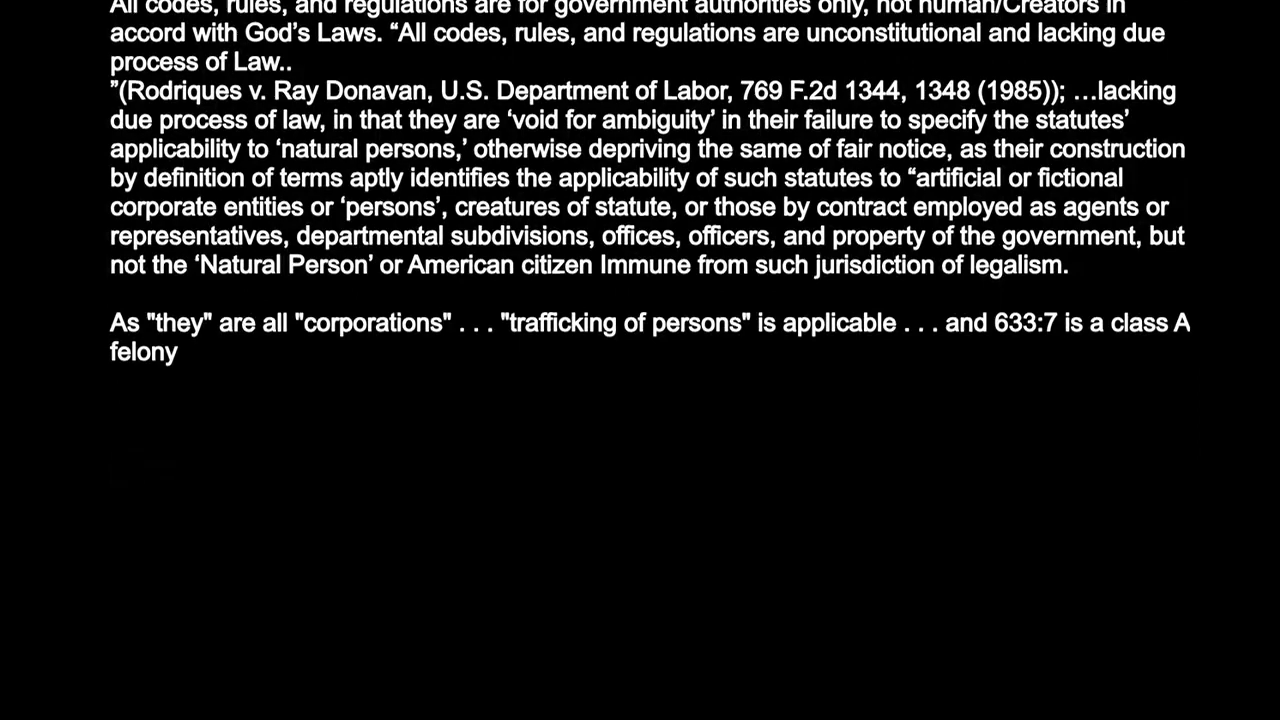 All codes, rules, and regulations are for government authorities only, not human/Creators in
accord with God’s Laws. “All codes, rules, and regulations are unconstitutional and lacking due
process of Law..
”(Rodriques v. Ray Donavan, U.S. Department of Labor, 769 F.2d 1344, 1348 (1985)); …lacking
due process of law, in that they are ‘void for ambiguity’ in their failure to specify the statutes’
applicability to ‘natural persons,’ otherwise depriving the same of fair notice, as their construction
by definition of terms aptly identifies the applicability of such statutes to “artificial or fictional
corporate entities or ‘persons’, creatures of statute, or those by contract employed as agents or
representatives, departmental subdivisions, offices, officers, and property of the government, but
not the ‘Natural Person’ or American citizen Immune from such jurisdiction of legalism.
As "they" are all "corporations" . . . "trafficking of persons" is applicable . . . and 633:7 is a class A
felony